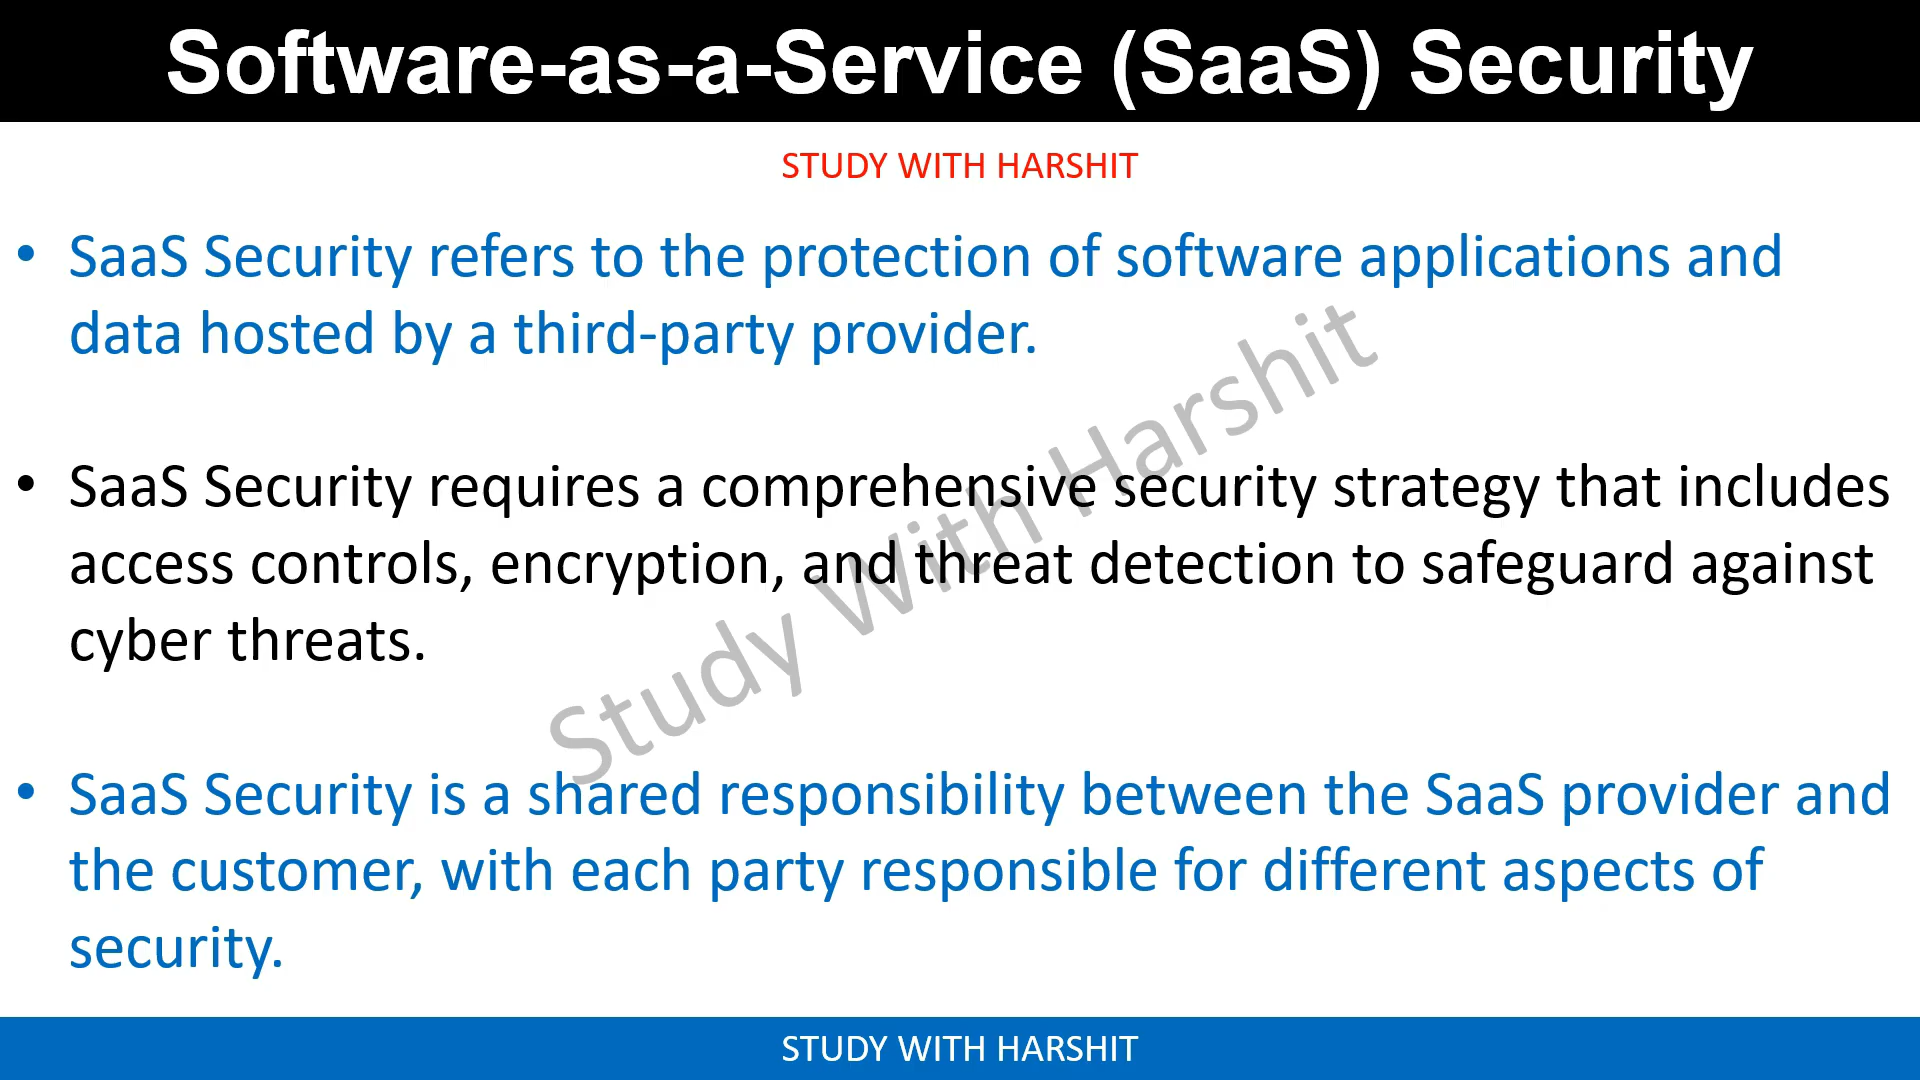 Software-as-a-Service (SaaS) Security
STUDY WITH HARSHIT
• SaaS Security refers to the protection of software applications and
data hosted by a third-party provider.
• SaaS Security requires a comprehensive security strategy that includes
access controls, encryption, and threat detection to safeguard against
cyber threats.
• SaaS Security is a shared responsibility between the SaaS provider and
the customer, with each party responsible for different aspects of
security.
Study With Harshit
STUDY WITH HARSHIT